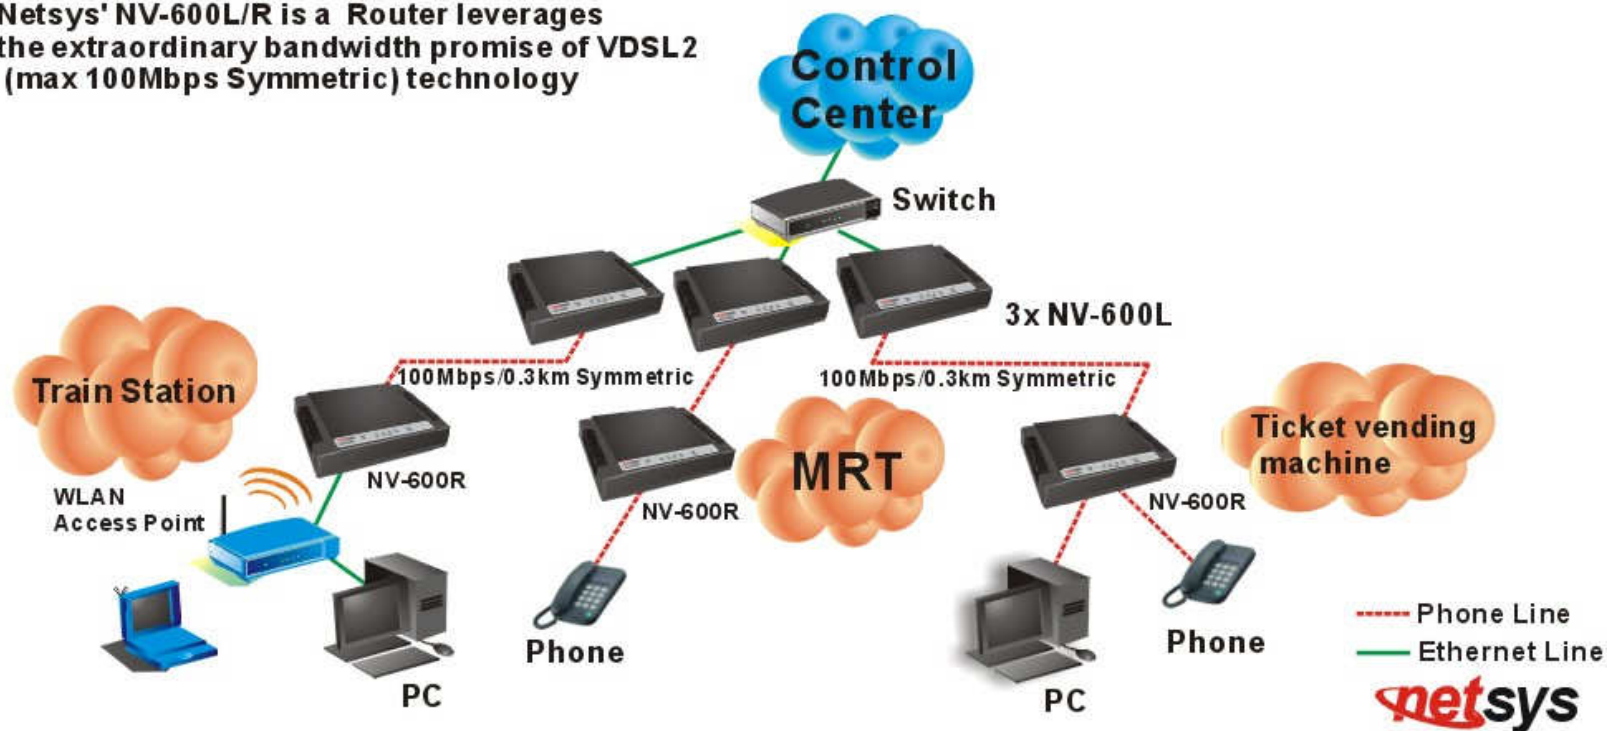 Netsys' NV-600L/R is a Router leverages
the extraordinary bandwidth promise of VDSL2
(max 100Mbps Symmetric) technology
Control
Center
Switch
3x NV-600L
100Mbps/0.3km Symmetric
100Mbps/0.3km Symmetric
Train Station
NV-600R
WLAN
Access Point
PC
NV-600R
MRT
Phone
Ticket vending
machine
NV-600R
PC
Phone
Phone Line
Ethernet Line
netsys